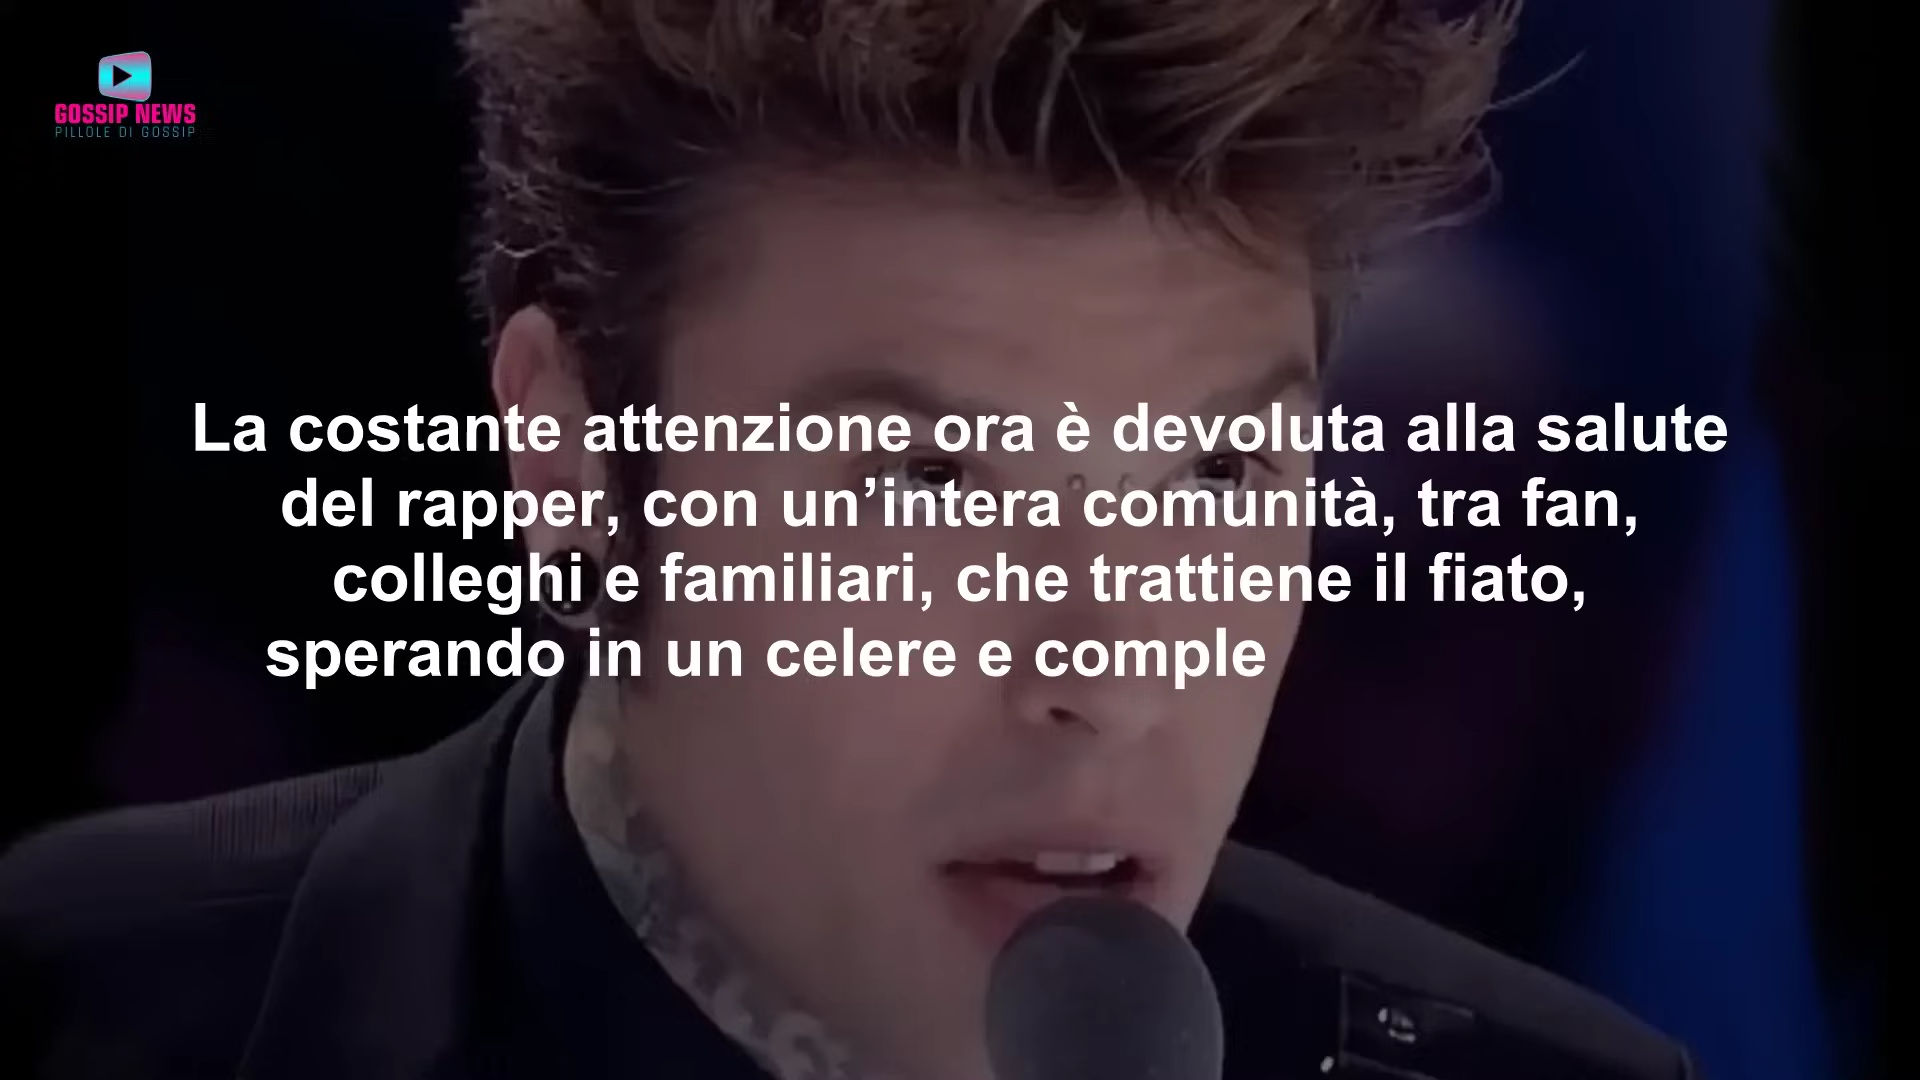 GOSSIP NEWS
PILLOLE DI GOSSIP
La costante attenzione ora è devoluta alla salute
del rapper, con un’intera comunità, tra fan,
colleghi e familiari, che trattiene il fiato,
sperando in un celere e comple